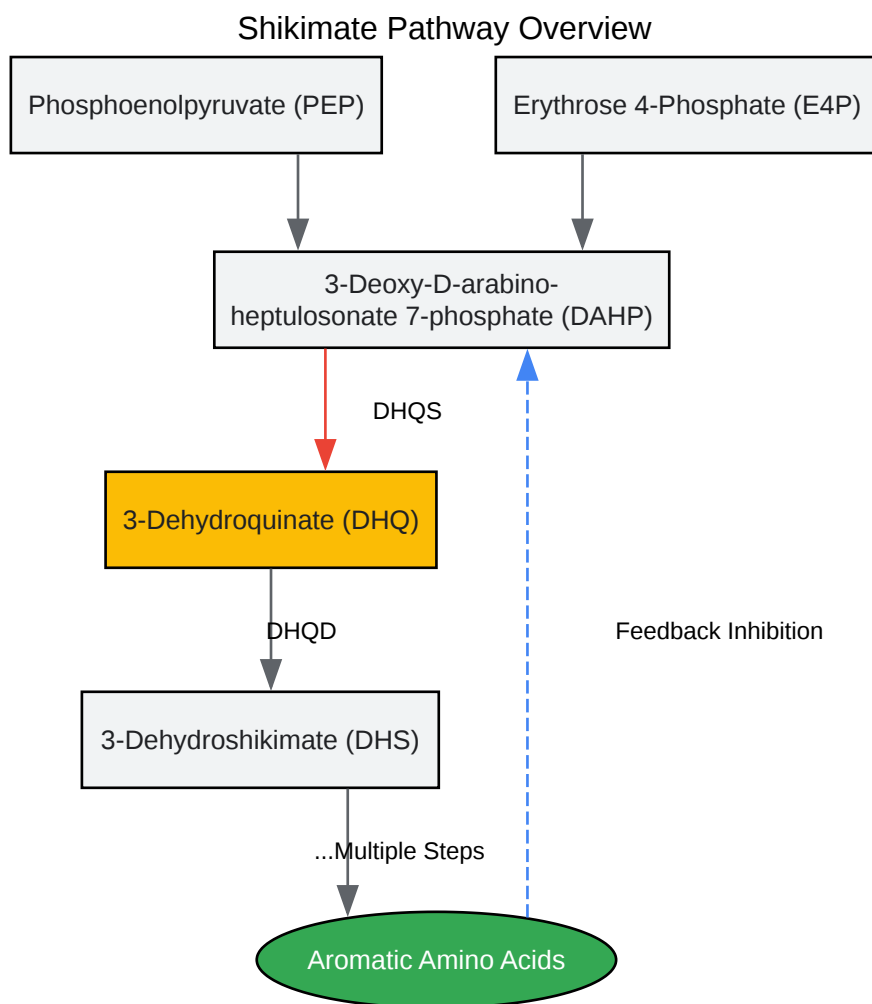 Shikimate Pathway Overview
Phosphoenolpyruvate (PEP)
Erythrose 4-Phosphate (E4P)
3-Deoxy-D-arabino-
heptulosonate 7-phosphate (DAHP)
DHQS
3-Dehydroquinate (DHQ)
DHQD
Feedback Inhibition
3-Dehydroshikimate (DHS)
...Multiple Steps
Aromatic Amino Acids